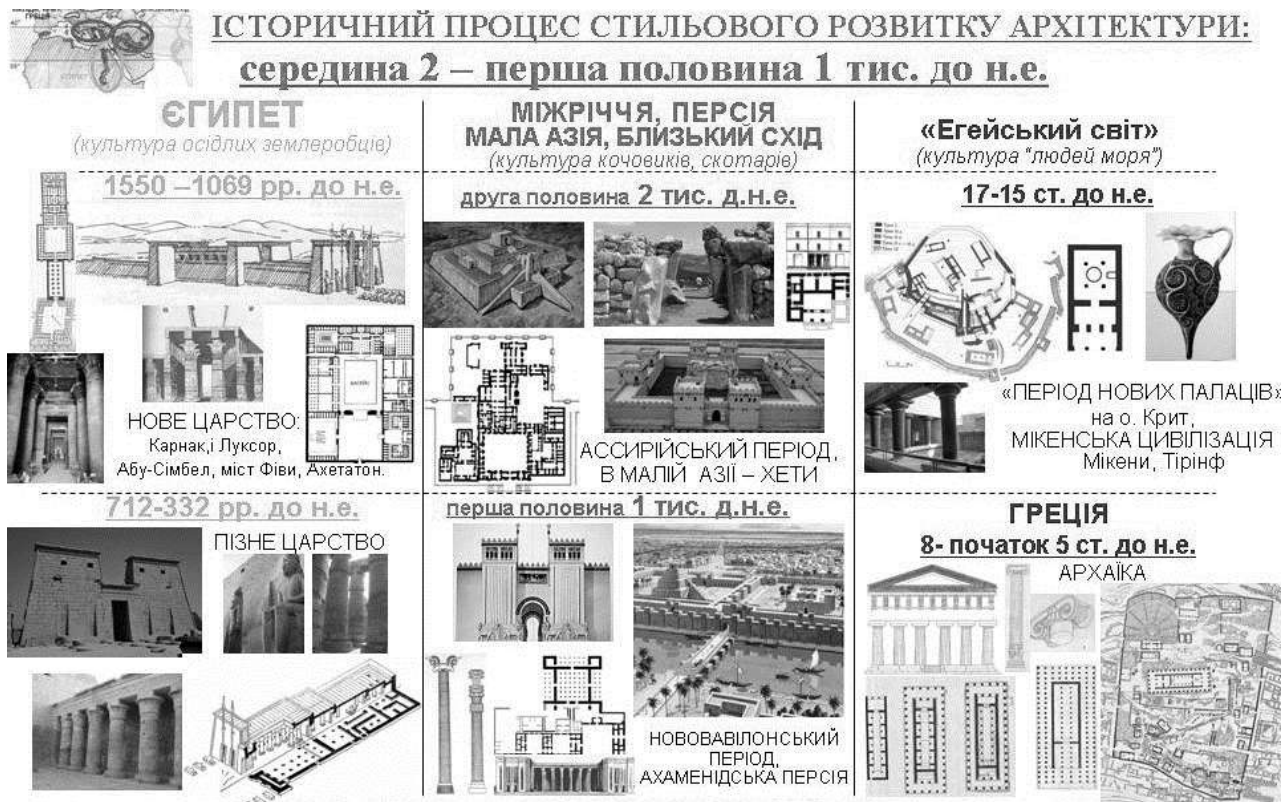 ІСТОРИЧНИЙ ПРОЦЕС СТИЛЬОВОГО РОЗВИТКУ АРХІТЕКТУРИ:
середина 2 – перша половина 1 тис. до н.е.
ЄГИПЕТ
(культура осідлих землеробців)
1550 –1069 рр. до н.е.
НОВЕ ЦАРСТВО:
Карнак,і Луксор,
Абу-Сімбел, міст Фіви, Ахетатон.
712-332 рр. до н.е.
ПІЗНЕ ЦАРСТВО
МІЖРІЧЧЯ, ПЕРСІЯ
МАЛА АЗІЯ, БЛИЗЬКИЙ СХІД
(культура кочовиків, скотарів)
друга половина 2 тис. д.н.е.
АССИРІЙСЬКИЙ ПЕРІОД,
В МАЛІЙ АЗІЇ – ХЕТИ
перша половина 1 тис. д.н.е.
НОВОВАВІЛОНСЬКИЙ
ПЕРІОД,
АХАМЕНІДСЬКА ПЕРСІЯ
«Егейський світ»
(культура “людей моря”)
17-15 ст. до н.е.
«ПЕРІОД НОВИХ ПАЛАЦІВ»
на о. Крит,
МІКЕНСЬКА ЦИВІЛІЗАЦІЯ
Мікени, Тірінф
ГРЕЦІЯ
8- початок 5 ст. до н.е.
АРХАЇКА